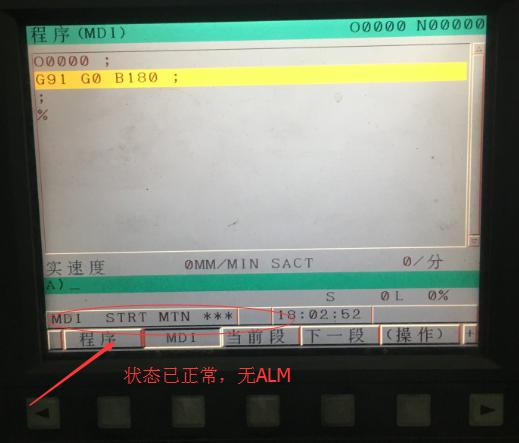 程序(MDI) O0000 N00000
O0000 ;
G91 G0 B180 ;
;
%
实速度 0MM/MIN SACT 0/分
A)_
S 0 L 0%
MDI STRT MTN *** 18:02:52
程序 MDI 当前段 下一段 (操作) +
状态已正常，无ALM